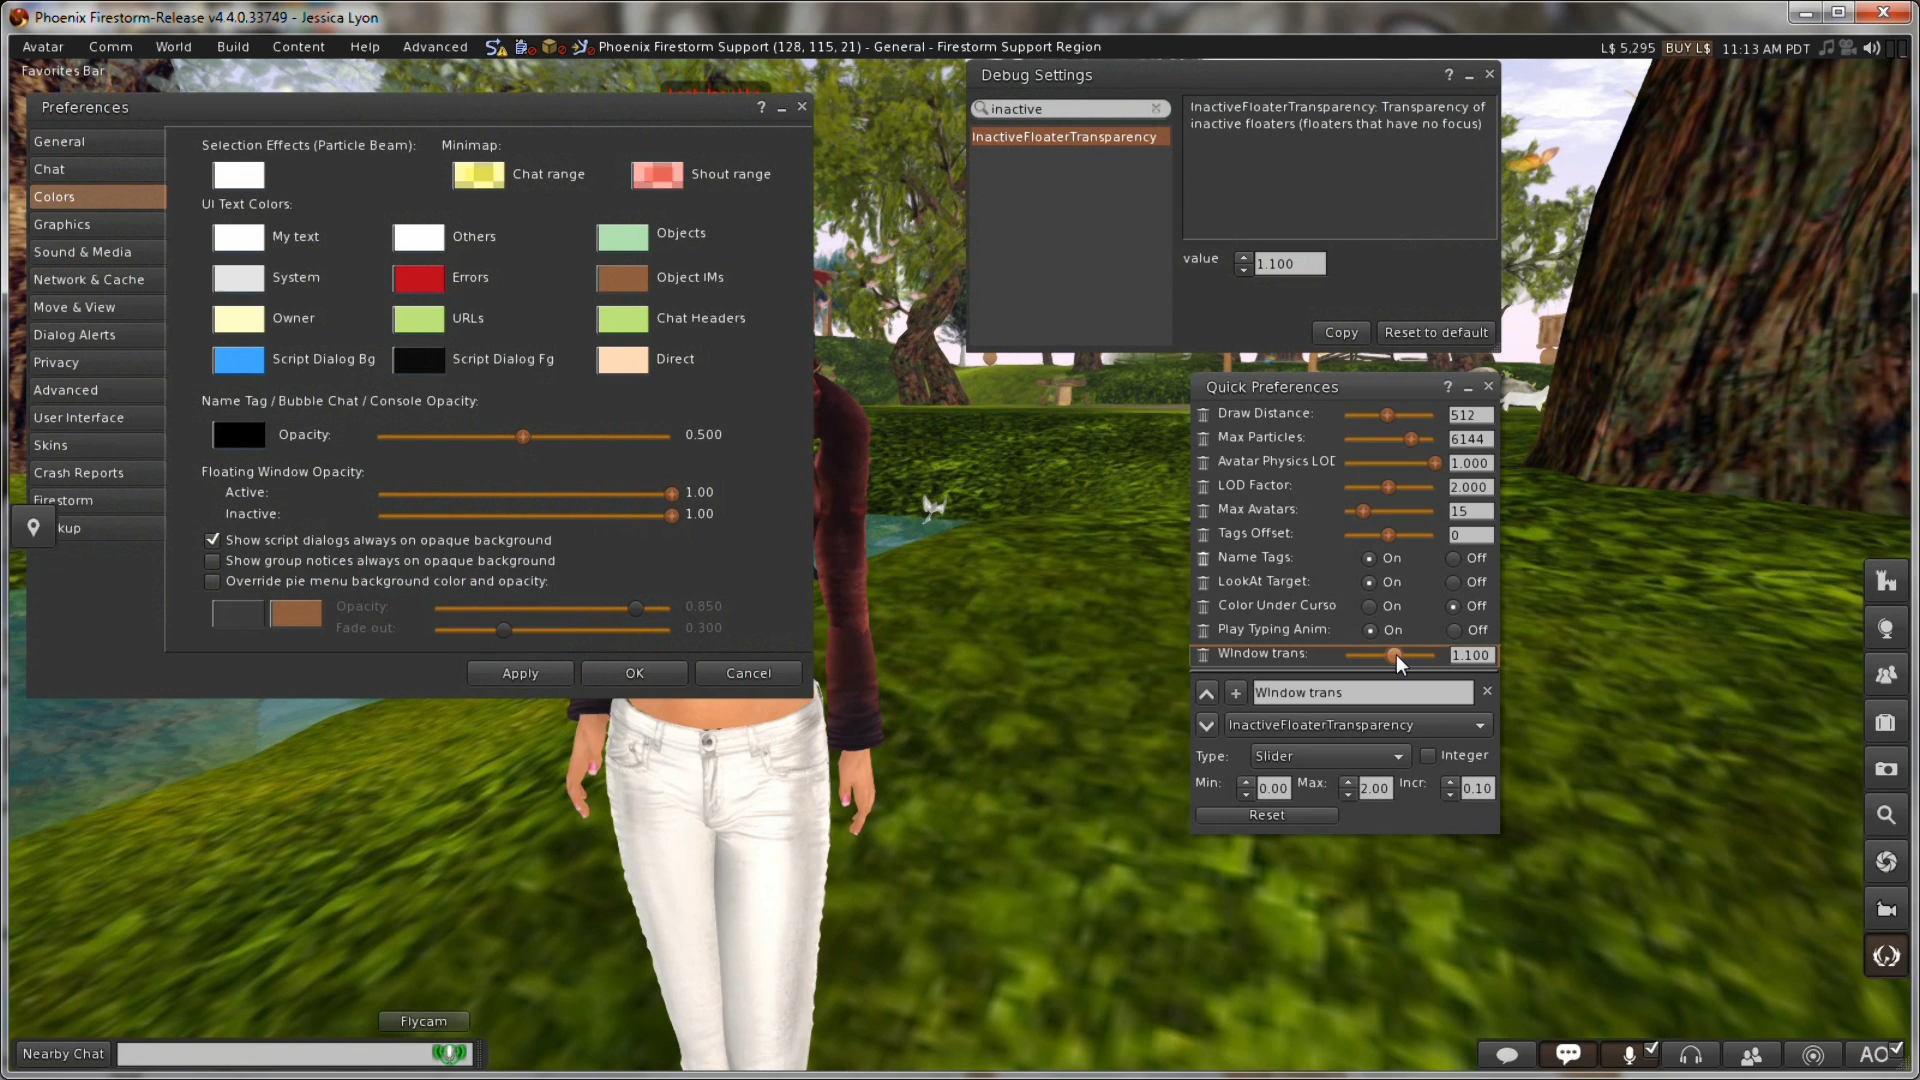 Phoenix Firestorm-Release v4.4.0.33749 - Jessica Lyon
Avatar Comm World Build Content Help Advanced Phoenix Firestorm Support (128, 115, 21) - General - Firestorm Support Region L$ 5,295 BUY L$ 11:13 AM PDT
Favorites Bar
Preferences ?
General
Chat
Colors
Graphics
Sound & Media
Network & Cache
Move & View
Dialog Alerts
Privacy
Advanced
User Interface
Skins
Crash Reports
Firestorm
kup
Selection Effects (Particle Beam): Minimap:
Chat range Shout range
UI Text Colors:
My text Others Objects
System Errors Object IMs
Owner URLs Chat Headers
Script Dialog Bg Script Dialog Fg Direct
Name Tag / Bubble Chat / Console Opacity:
Opacity: 0.500
Floating Window Opacity:
Active: 1.00
Inactive: 1.00
Show script dialogs always on opaque background
Show group notices always on opaque background
Override pie menu background color and opacity:
Opacity: 0.850
Fade out: 0.300
Apply OK Cancel
Debug Settings ?
inactive
InactiveFloaterTransparency
InactiveFloaterTransparency: Transparency of
inactive floaters (floaters that have no focus)
value 1.100
Copy Reset to default
Quick Preferences ?
Draw Distance: 512
Max Particles: 6144
Avatar Physics LOD 1.000
LOD Factor: 2.000
Max Avatars: 15
Tags Offset: 0
Name Tags: On Off
LookAt Target: On Off
Color Under Curso On Off
Play Typing Anim: On Off
WIndow trans: 1.100
WIndow trans
InactiveFloaterTransparency
Type: Slider Integer
Min: 0.00 Max: 2.00 Incr: 0.10
Reset
Flycam
Nearby Chat
AO